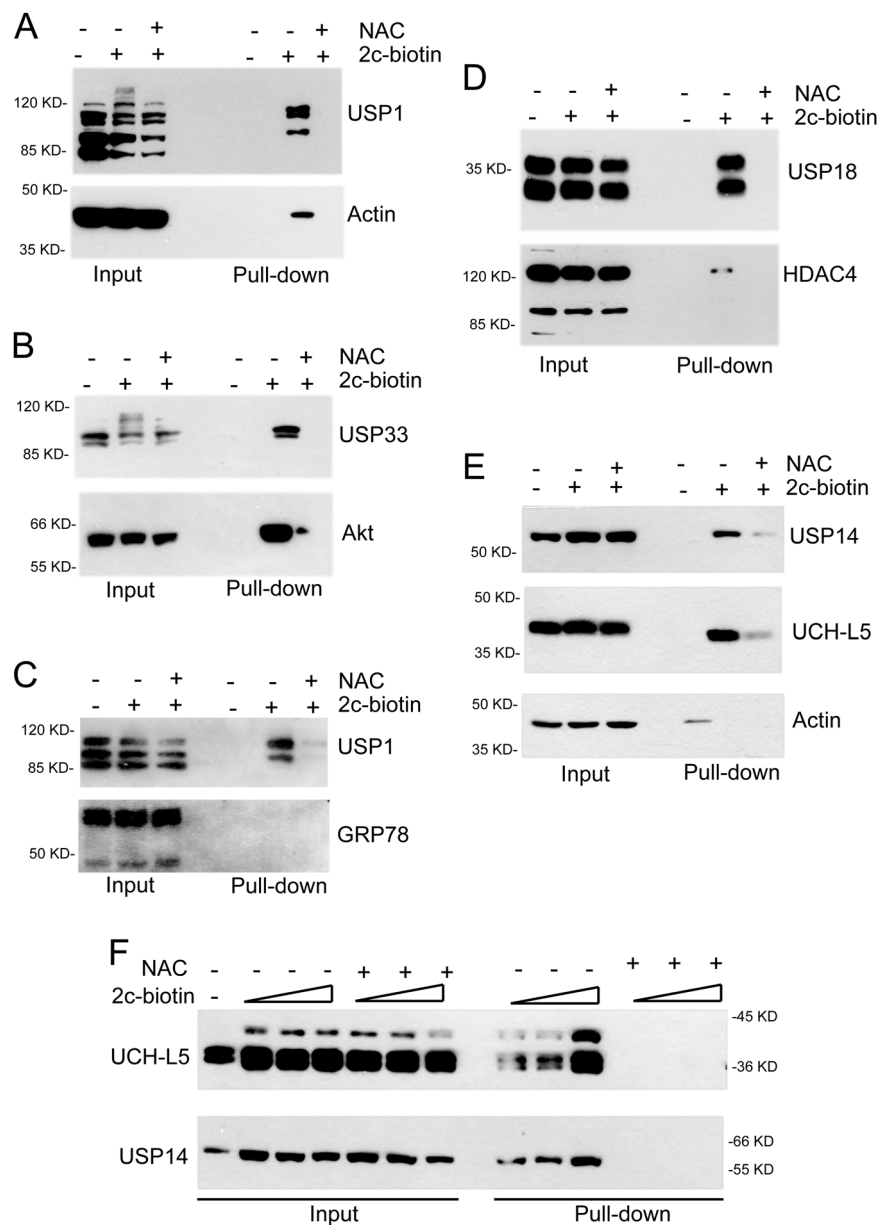 A
- - + - - + NAC
- + + - + + 2c-biotin
120 KD-
USP1
85 KD-
50 KD-
Actin
35 KD-
Input Pull-down
B
- - + - - + NAC
- + + - + + 2c-biotin
120 KD-
USP33
85 KD-
66 KD-
Akt
55 KD-
Input Pull-down
C
- - + - - + NAC
- + + - + + 2c-biotin
120 KD-
USP1
85 KD-
GRP78
50 KD-
Input Pull-down
D
- - + - - + NAC
- + + - + + 2c-biotin
35 KD-
USP18
120 KD-
HDAC4
85 KD-
Input Pull-down
E
- - + - - + NAC
- + + - + + 2c-biotin
USP14
50 KD-
50 KD-
UCH-L5
35 KD-
50 KD-
Actin
35 KD-
Input Pull-down
F
NAC - - - - + + + - - - + + +
2c-biotin -
-45 KD
UCH-L5
-36 KD
-66 KD
USP14
-55 KD
Input Pull-down